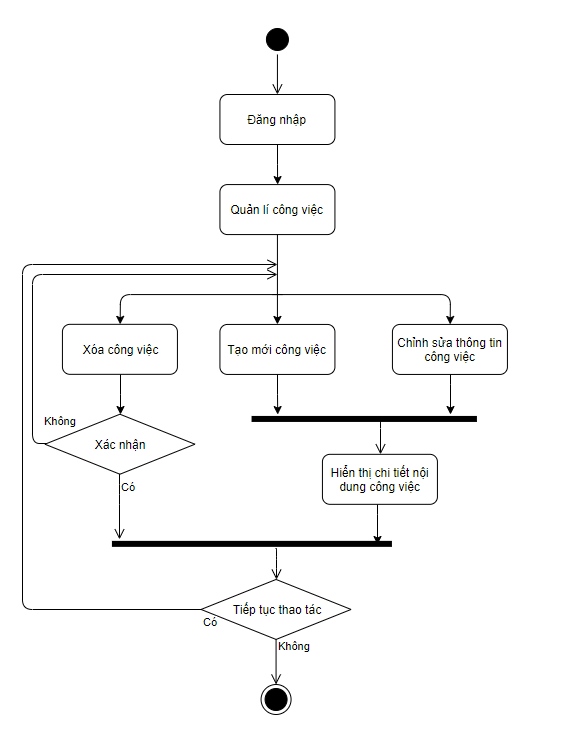 Đăng nhập
Quản lí công việc
Xóa công việc
Tạo mới công việc
Chỉnh sửa thông tin
công việc
Không
Xác nhận
Có
Hiển thị chi tiết nội
dung công việc
Tiếp tục thao tác
Có
Không